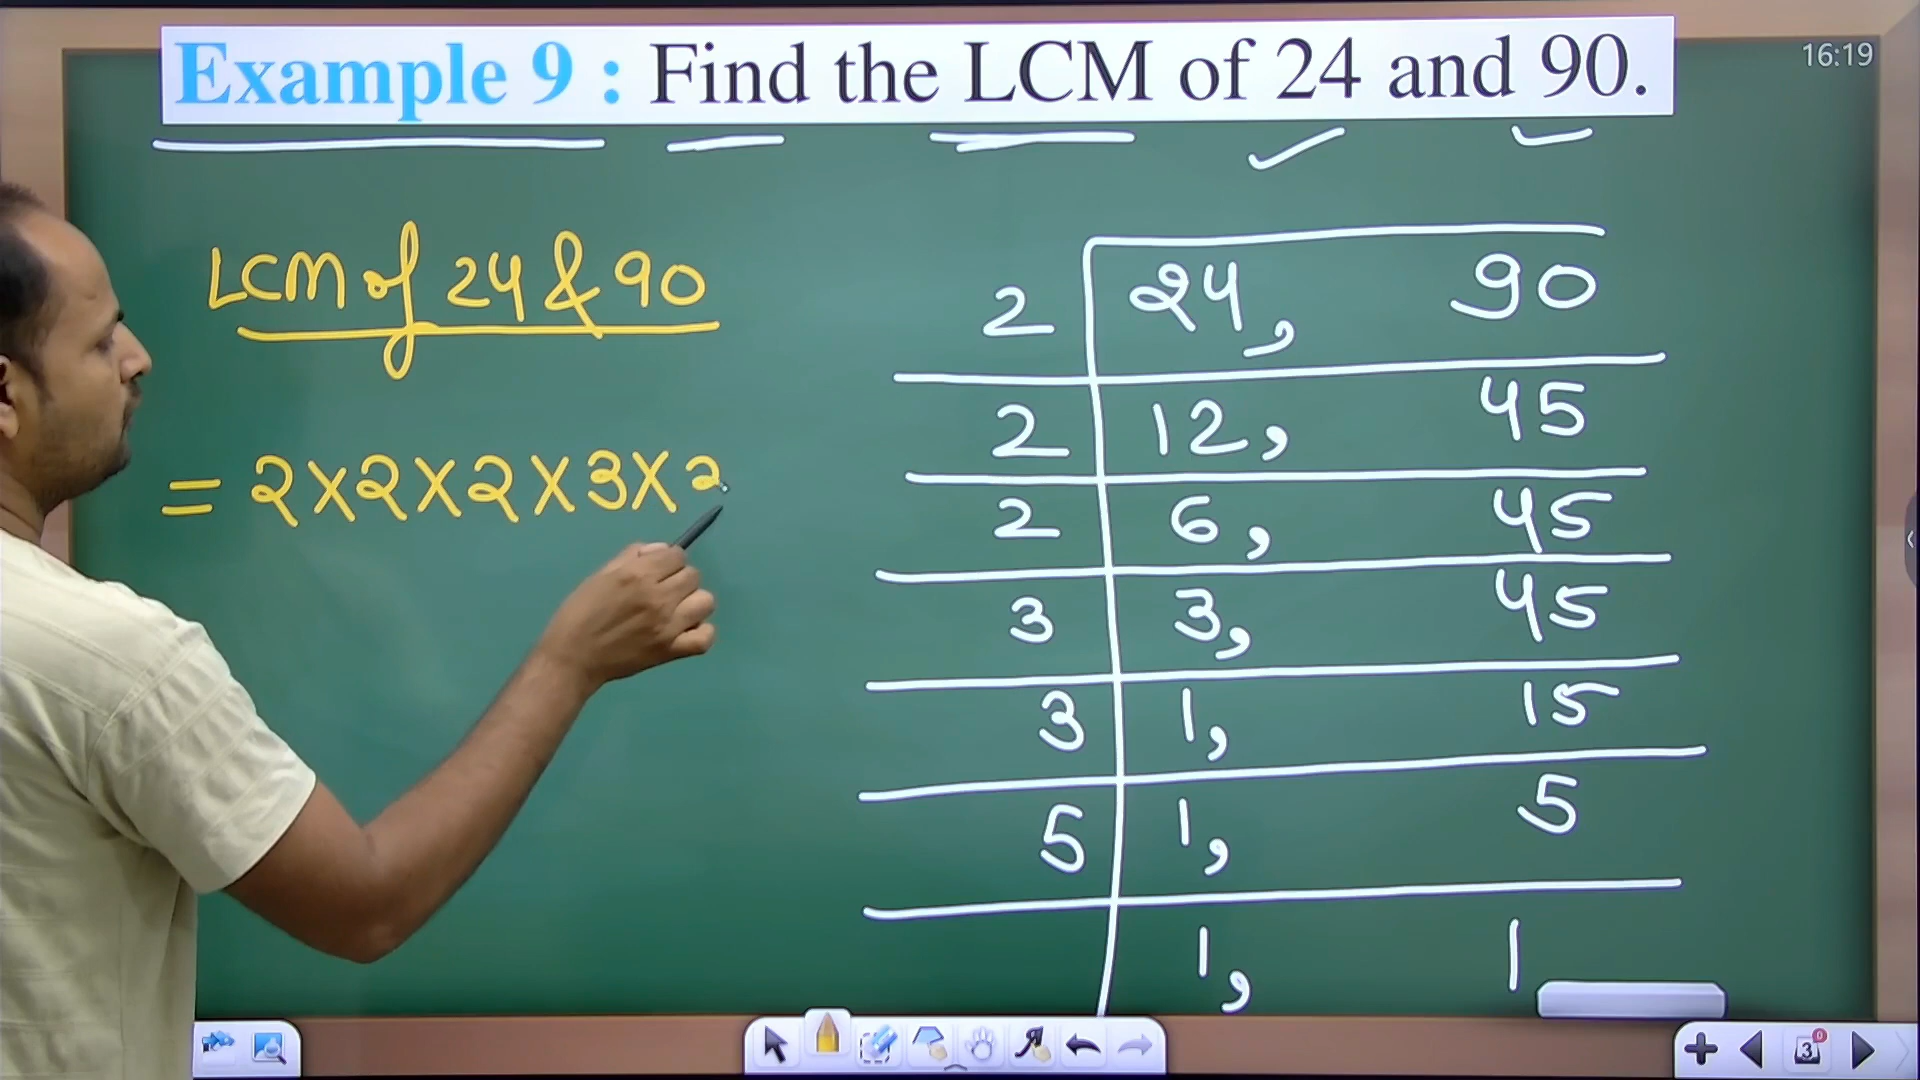 Example 9 : Find the LCM of 24 and 90.
16:19
LCM of 24 & 90
= 2×2×2×3×
2 24, 90
2 12, 45
2 6, 45
3 3, 45
3 1, 15
5 1, 5
1, 1
3